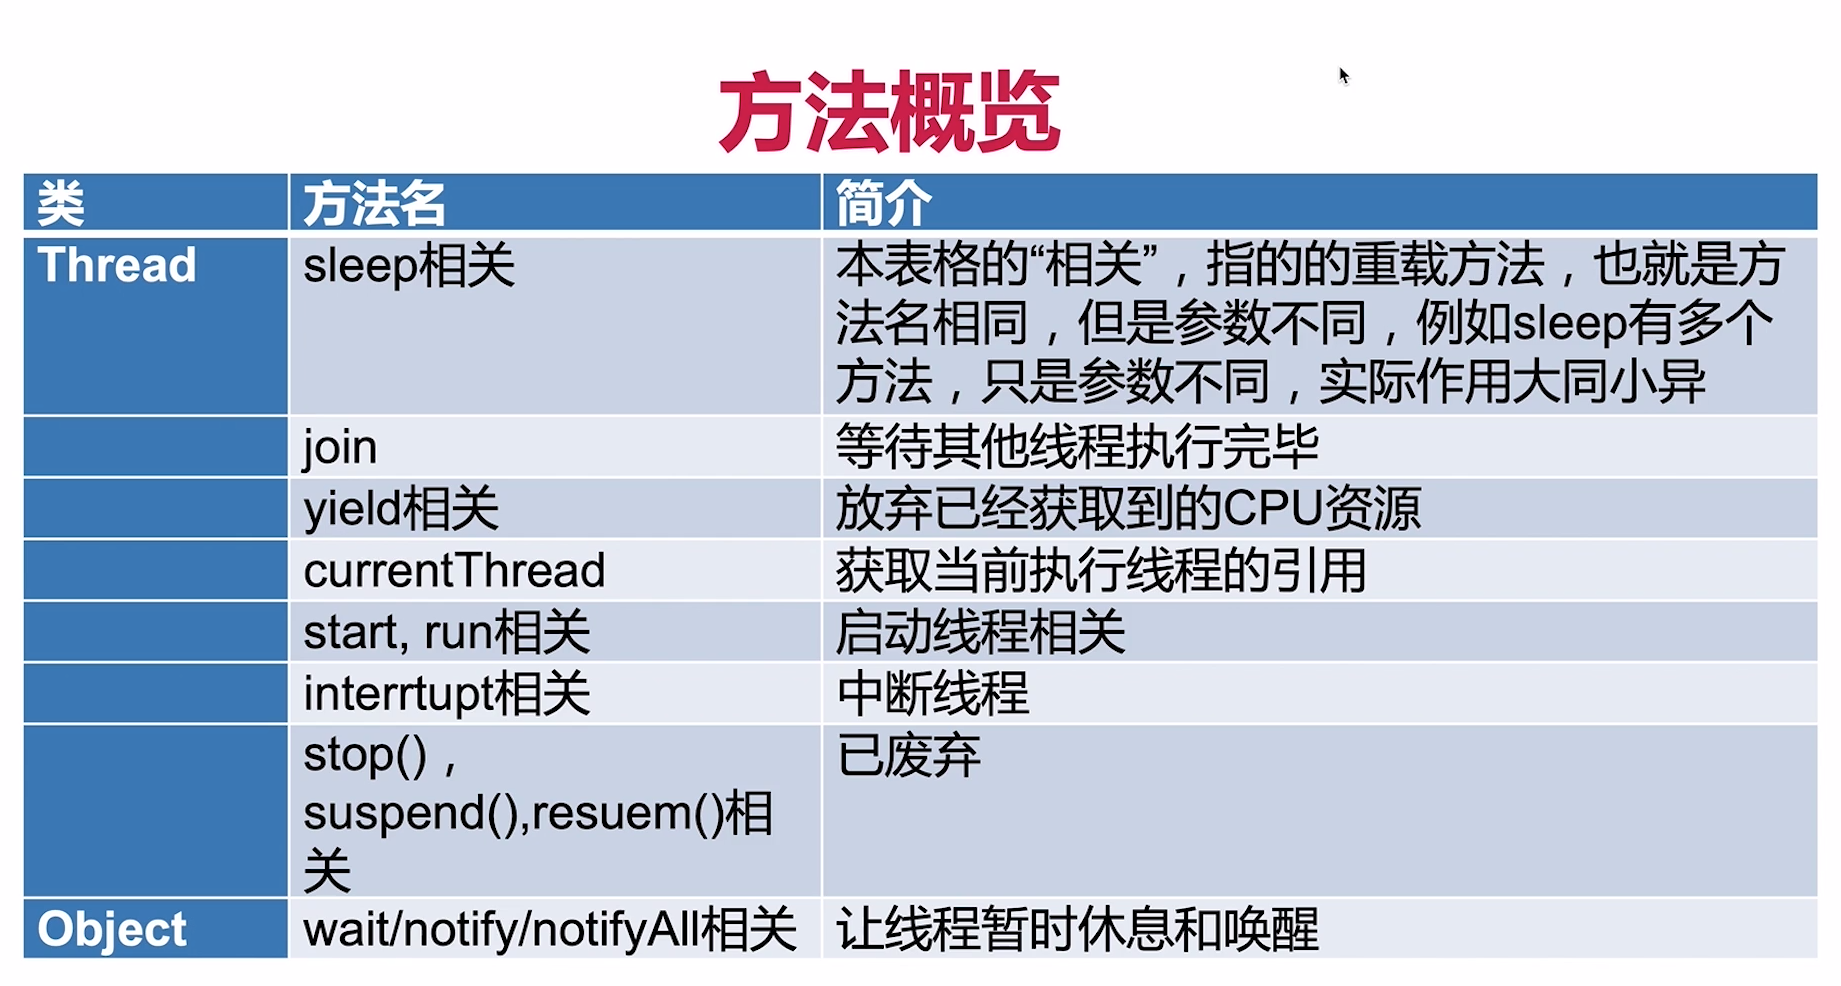 方法概览
类 方法名 简介
Thread sleep相关 本表格的“相关”，指的的重载方法，也就是方
法名相同，但是参数不同，例如sleep有多个
方法，只是参数不同，实际作用大同小异
join 等待其他线程执行完毕
yield相关 放弃已经获取到的CPU资源
currentThread 获取当前执行线程的引用
start, run相关 启动线程相关
interrtupt相关 中断线程
stop()， 已废弃
suspend(),resuem()相
关
Object wait/notify/notifyAll相关 让线程暂时休息和唤醒